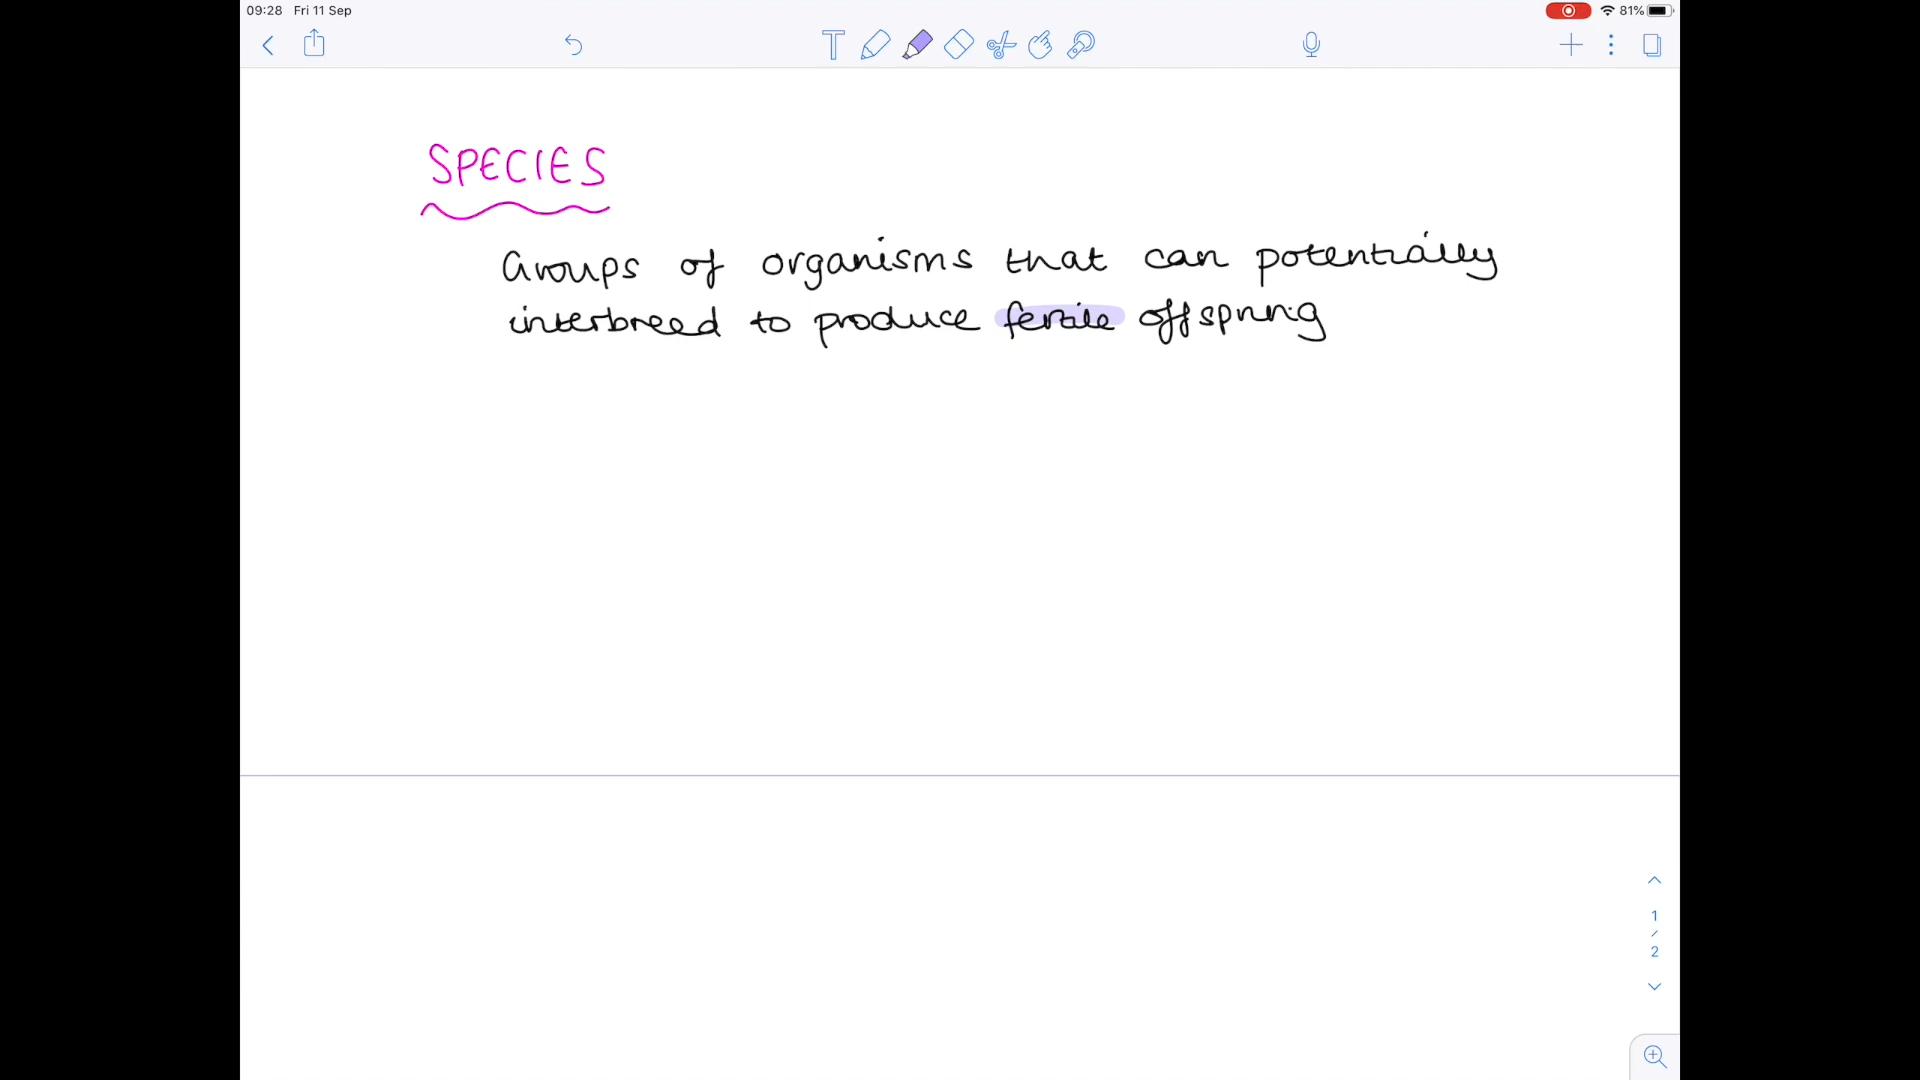 09:28 Fri 11 Sep 81%
SPECIES
Groups of organisms that can potentially
interbreed to produce fertile offspring
1
/
2